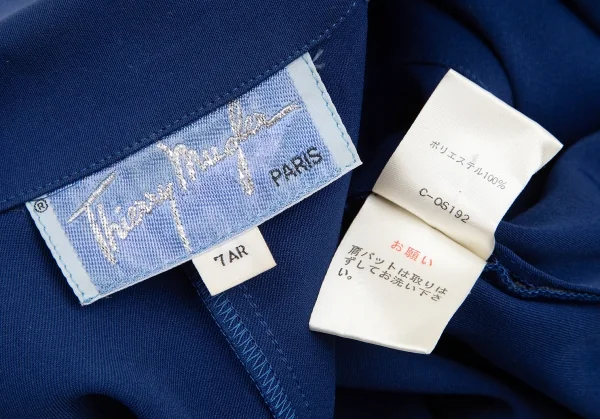 ®
Thierry Mugler
PARIS
7AR
ポリエステル100%
C-OS192
お願い
肩パットは取りは
ずしてお洗い下さ
い。